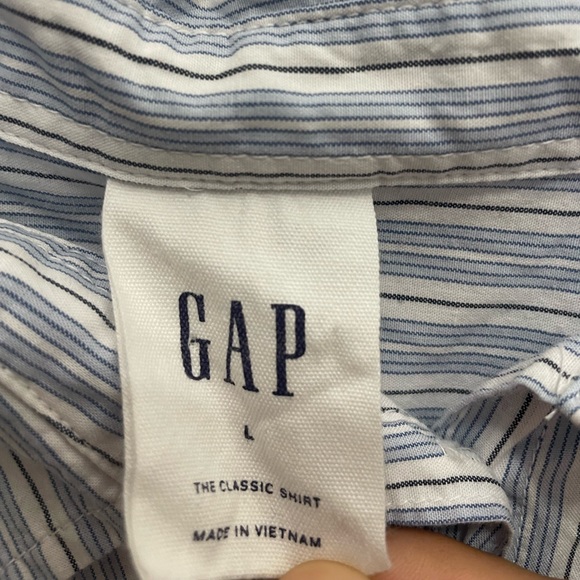 GAP
L
THE CLASSIC SHIRT
MADE IN VIETNAM